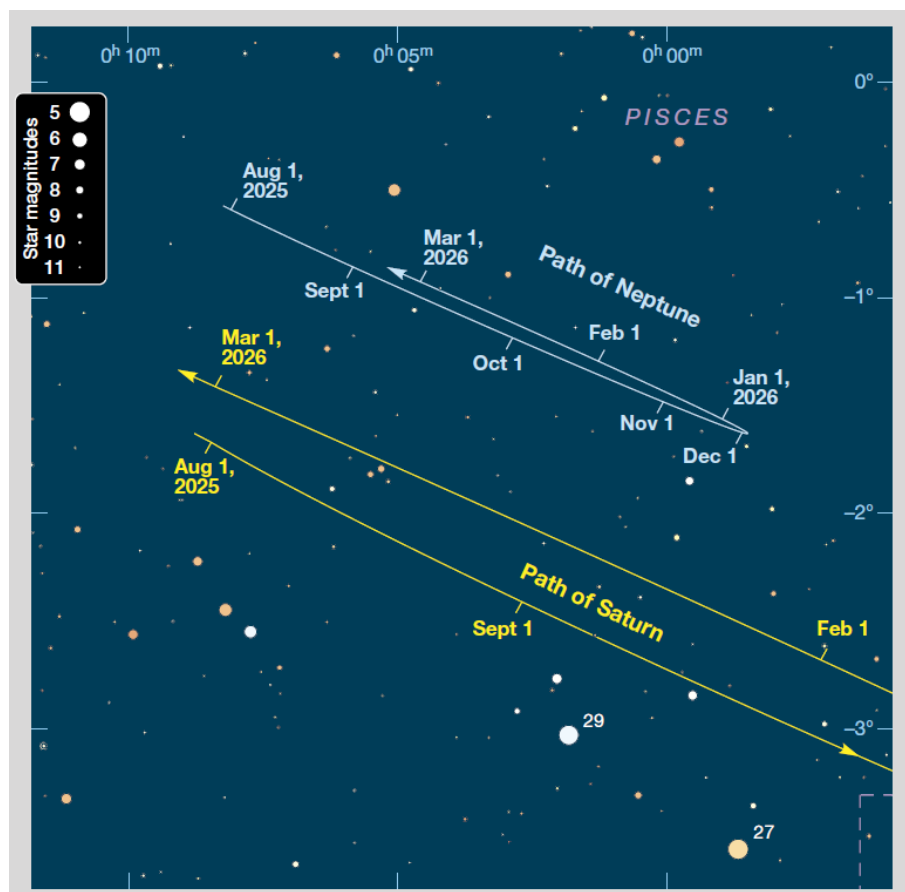 0ʰ 10ᵐ
0ʰ 05ᵐ
0ʰ 00ᵐ
0°
Star magnitudes
5
6
7
8
9
10
11
PISCES
Aug 1,
2025
Mar 1,
2026
Path of Neptune
Sept 1
–1°
Mar 1,
2026
Feb 1
Oct 1
Jan 1,
2026
Nov 1
Dec 1
Aug 1,
2025
–2°
Path of Saturn
Sept 1
Feb 1
29
–3°
27